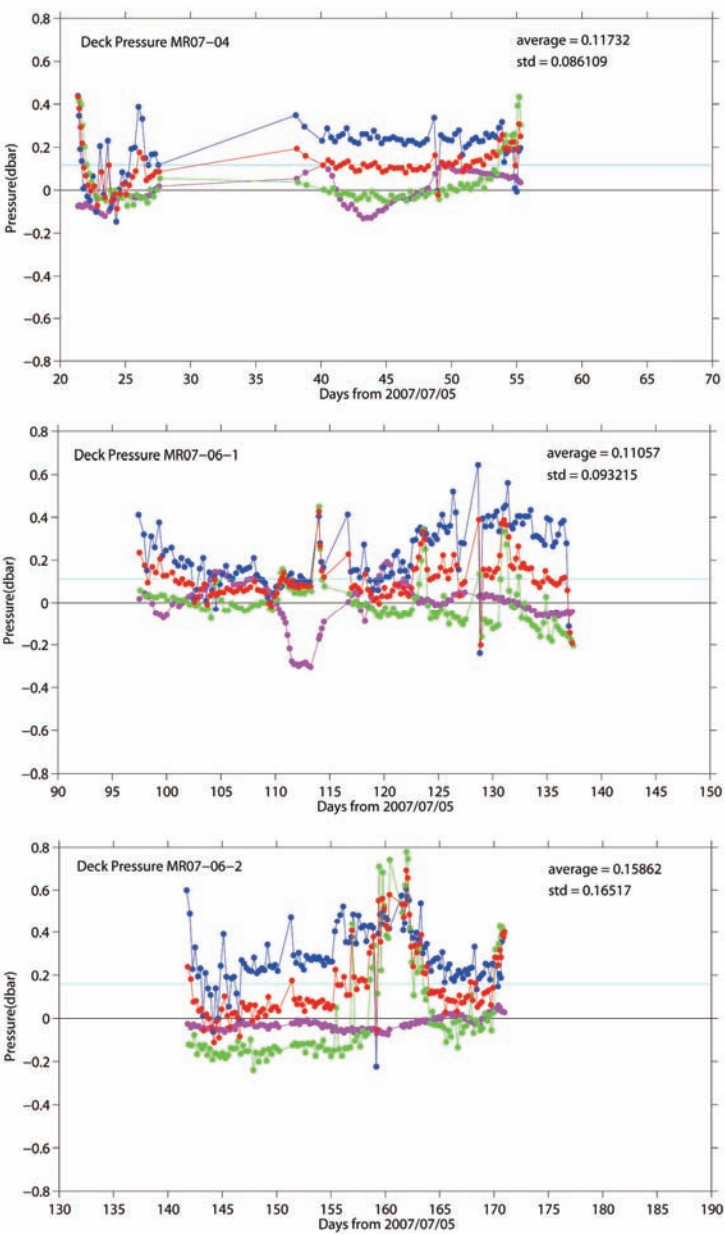 Deck Pressure MR07−04
average = 0.11732
std = 0.086109
Pressure(dbar)
0.8
0.6
0.4
0.2
0
−0.2
−0.4
−0.6
−0.8
20 25 30 35 40 45 50 55 60 65 70
Days from 2007/07/05
Deck Pressure MR07−06−1
average = 0.11057
std = 0.093215
Pressure(dbar)
0.8
0.6
0.4
0.2
0
−0.2
−0.4
−0.6
−0.8
90 95 100 105 110 115 120 125 130 135 140 145 150
Days from 2007/07/05
Deck Pressure MR07−06−2
average = 0.15862
std = 0.16517
Pressure(dbar)
0.8
0.6
0.4
0.2
0
−0.2
−0.4
−0.6
−0.8
130 135 140 145 150 155 160 165 170 175 180 185 190
Days from 2007/07/05